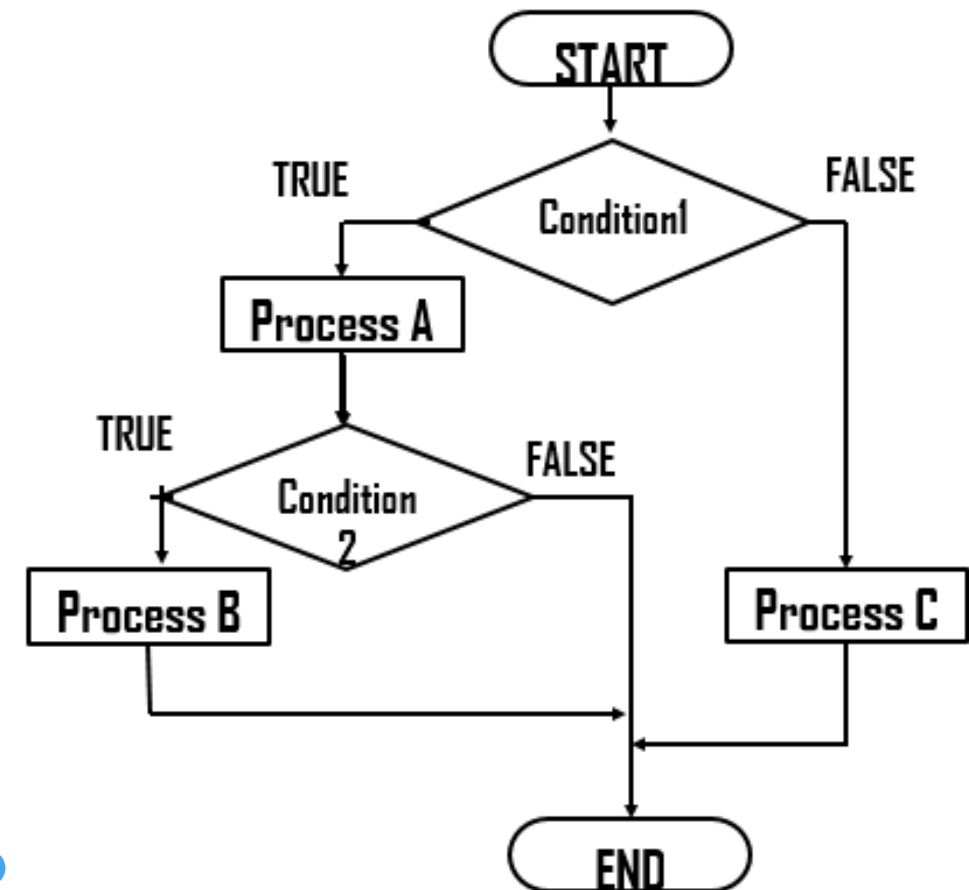 START
TRUE
FALSE
Condition1
Process A
TRUE
FALSE
Condition
2
Process B
Process C
END